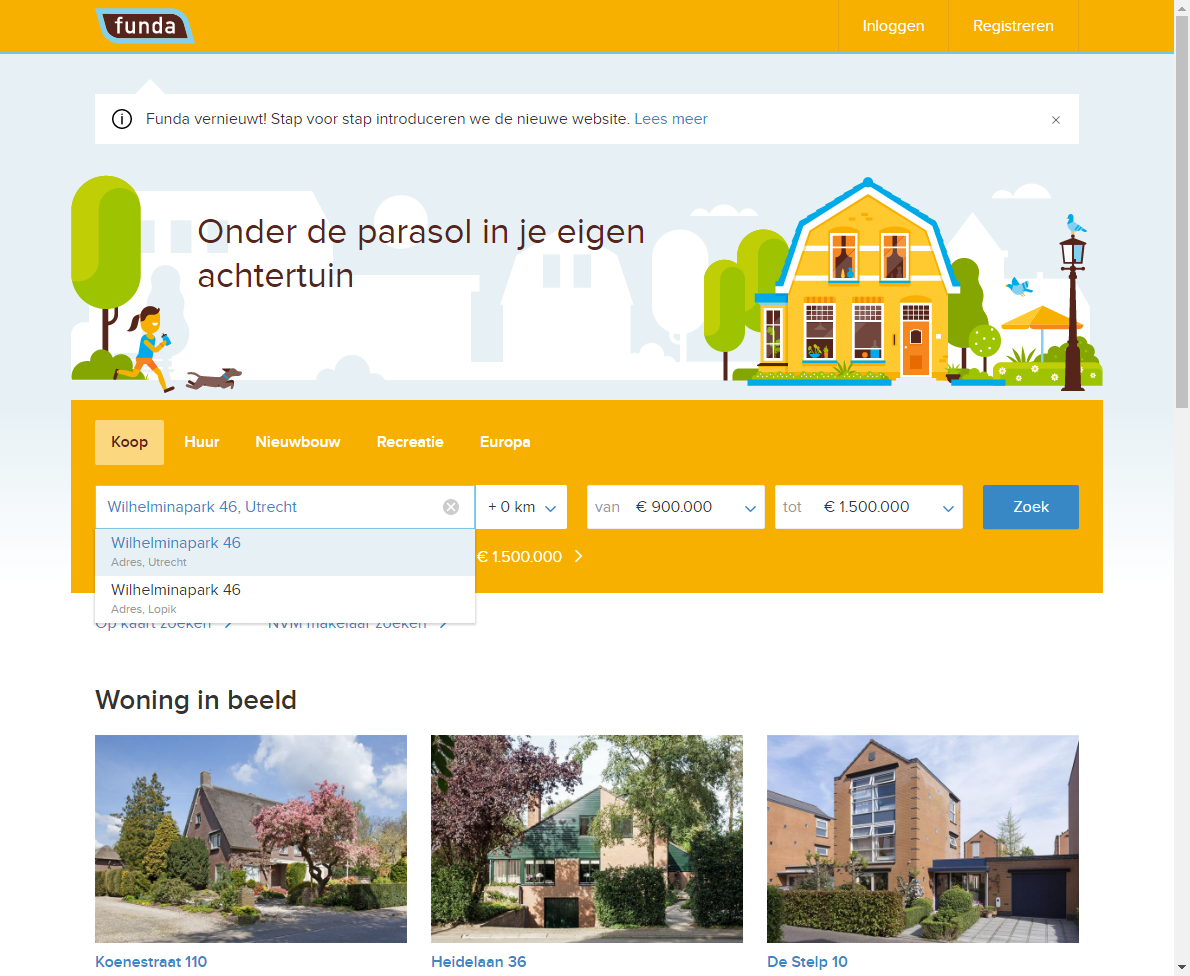 funda
Inloggen
Registreren
Funda vernieuwt! Stap voor stap introduceren we de nieuwe website. Lees meer
Onder de parasol in je eigen
achtertuin
Koop
Huur
Nieuwbouw
Recreatie
Europa
Wilhelminapark 46, Utrecht
+ 0 km
van € 900.000
tot € 1.500.000
Zoek
Wilhelminapark 46
Adres, Utrecht
€ 1.500.000
Wilhelminapark 46
Adres, Lopik
Op kaart zoeken
NVM makelaar zoeken
Woning in beeld
Koenestraat 110
Heidelaan 36
De Stelp 10